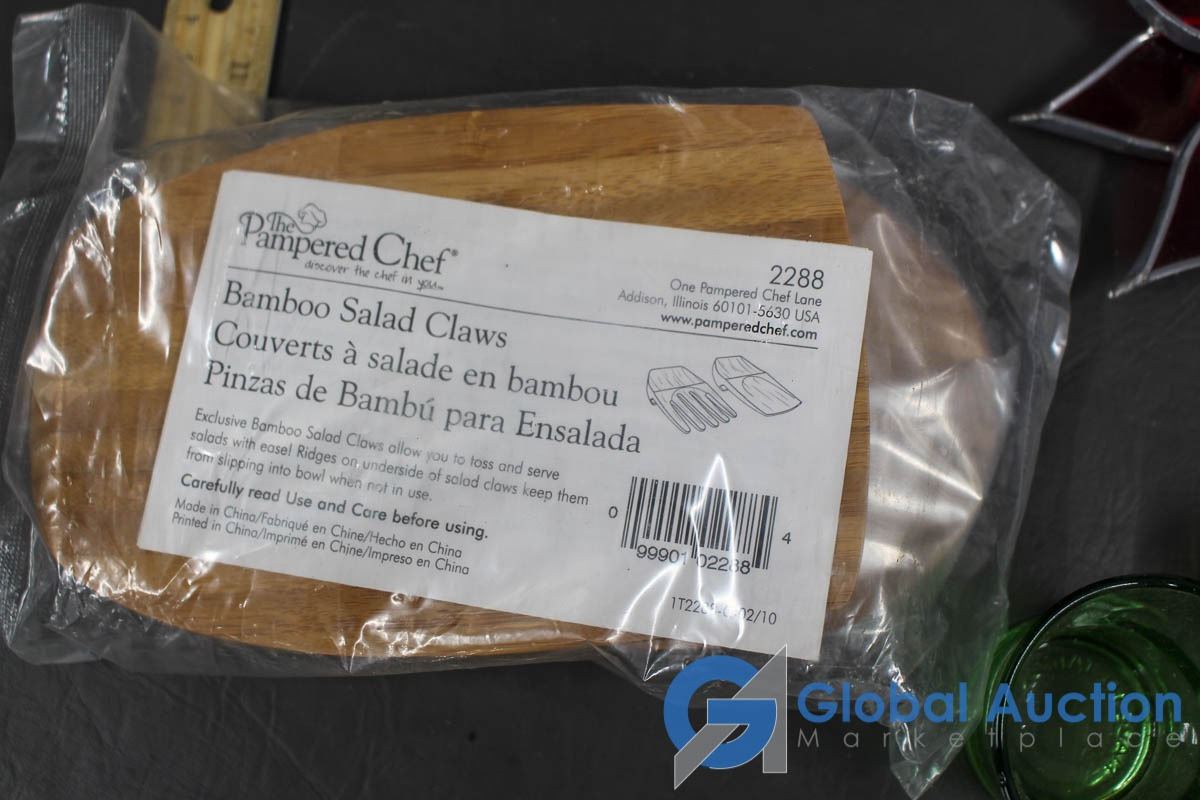 The
Pampered Chef®
discover the chef in you™
2288
One Pampered Chef Lane
Addison, Illinois 60101-5630 USA
www.pamperedchef.com
Bamboo Salad Claws
Couverts à salade en bambou
Pinzas de Bambú para Ensalada
Exclusive Bamboo Salad Claws allow you to toss and serve
salads with ease! Ridges on underside of salad claws keep them
from slipping into bowl when not in use.
Carefully read Use and Care before using.
Made in China/Fabriqué en Chine/Hecho en China
Printed in China/Imprimé en Chine/Impreso en China
0 99901 02288 4
11
GA Global Auction
Marketplace